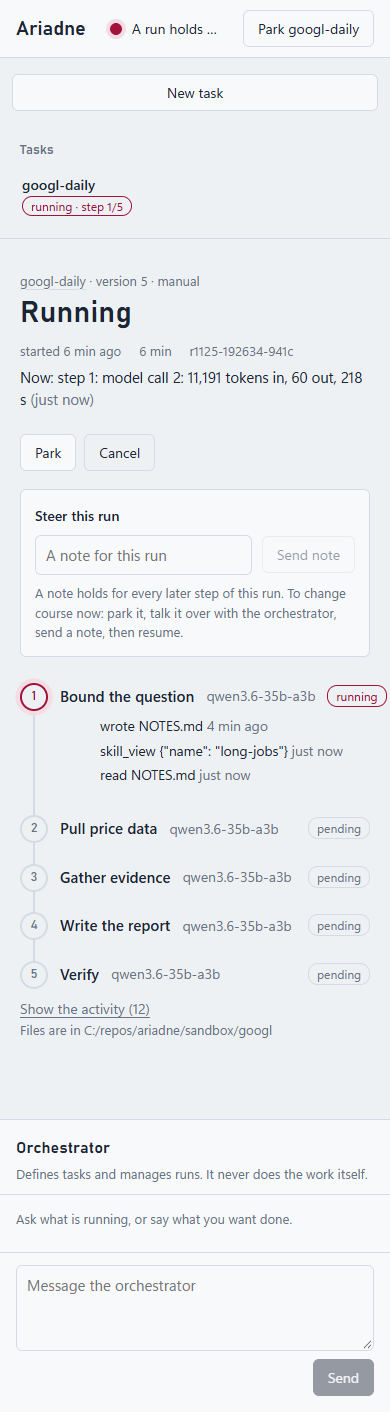 Ariadne
A run holds ...
Park googl-daily
New task
Tasks
googl-daily
running · step 1/5
googl-daily · version 5 · manual
Running
started 6 min ago 6 min r1125-192634-941c
Now: step 1: model call 2: 11,191 tokens in, 60 out, 218
s (just now)
Park
Cancel
Steer this run
A note for this run
Send note
A note holds for every later step of this run. To change
course now: park it, talk it over with the orchestrator,
send a note, then resume.
1 Bound the question qwen3.6-35b-a3b running
wrote NOTES.md 4 min ago
skill_view {"name": "long-jobs"} just now
read NOTES.md just now
2 Pull price data qwen3.6-35b-a3b pending
3 Gather evidence qwen3.6-35b-a3b pending
4 Write the report qwen3.6-35b-a3b pending
5 Verify qwen3.6-35b-a3b pending
Show the activity (12)
Files are in C:/repos/ariadne/sandbox/googl
Orchestrator
Defines tasks and manages runs. It never does the work itself.
Ask what is running, or say what you want done.
Message the orchestrator
Send